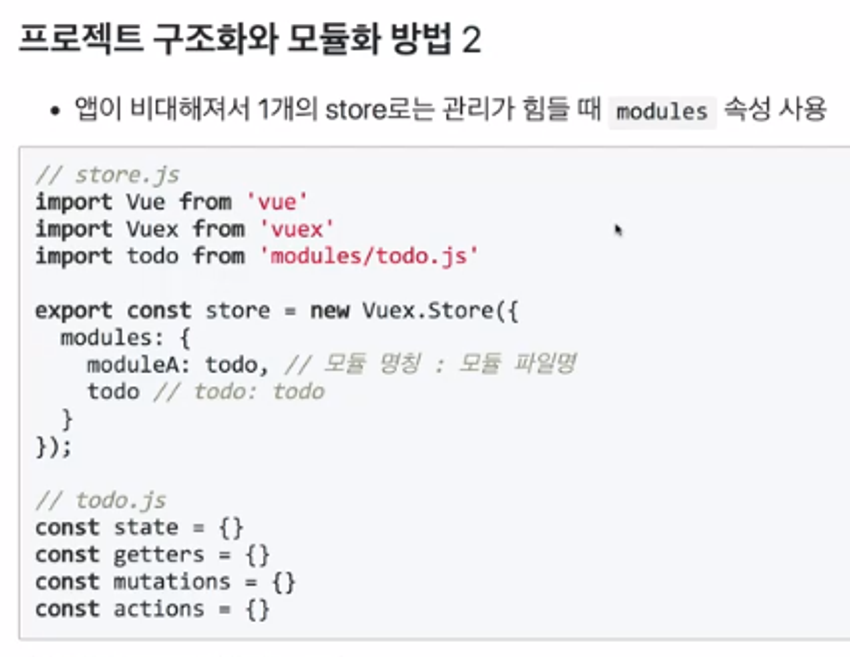 프로젝트 구조화와 모듈화 방법 2
• 앱이 비대해져서 1개의 store로는 관리가 힘들 때 modules 속성 사용
// store.js
import Vue from 'vue'
import Vuex from 'vuex'
import todo from 'modules/todo.js'

export const store = new Vuex.Store({
  modules: {
    moduleA: todo, // 모듈 명칭 : 모듈 파일명
    todo // todo: todo
  }
});

// todo.js
const state = {}
const getters = {}
const mutations = {}
const actions = {}